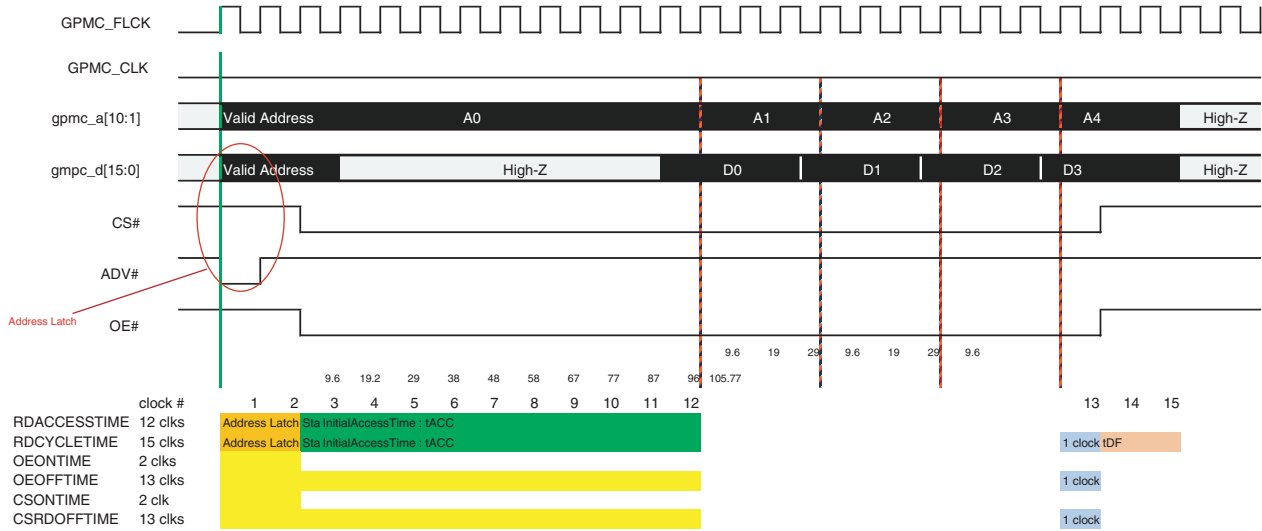 GPMC_FLCK
GPMC_CLK
gpmc_a[10:1] Valid Address A0 A1 A2 A3 A4 High-Z
gmpc_d[15:0] Valid Address High-Z D0 D1 D2 D3 High-Z
CS#
ADV#
Address Latch
OE#
9.6 19 29 9.6 19 29 9.6
9.6 19.2 29 38 48 58 67 77 87 96 105.77
clock # 1 2 3 4 5 6 7 8 9 10 11 12 13 14 15
RDACCESSTIME 12 clks Address Latch Sta InitialAccessTime : tACC
RDCYCLETIME 15 clks Address Latch Sta InitialAccessTime : tACC 1 clock tDF
OEONTIME 2 clks
OEOFFTIME 13 clks 1 clock
CSONTIME 2 clk
CSRDOFFTIME 13 clks 1 clock